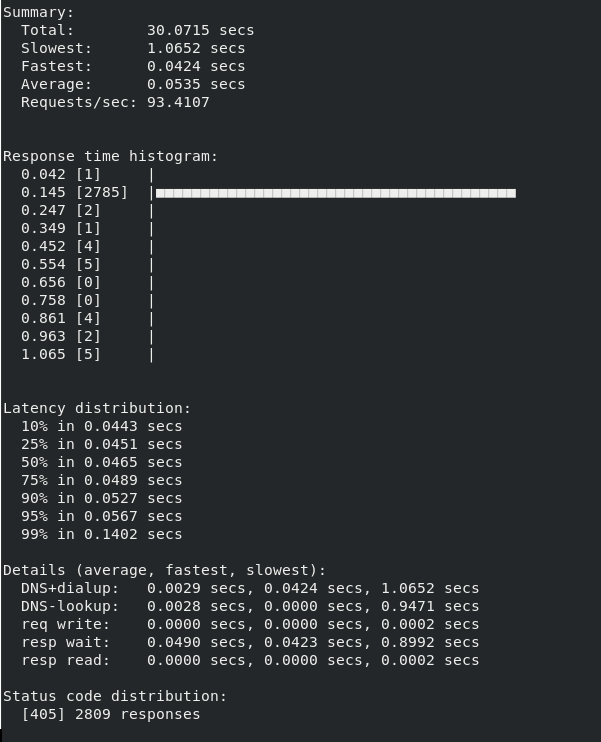 Summary:
  Total:        30.0715 secs
  Slowest:      1.0652 secs
  Fastest:      0.0424 secs
  Average:      0.0535 secs
  Requests/sec: 93.4107

Response time histogram:
  0.042 [1]     |
  0.145 [2785]  |■■■■■■■■■■■■■■■■■■■■■■■■■■■■■■■■■■■■■■■■
  0.247 [2]     |
  0.349 [1]     |
  0.452 [4]     |
  0.554 [5]     |
  0.656 [0]     |
  0.758 [0]     |
  0.861 [4]     |
  0.963 [2]     |
  1.065 [5]     |

Latency distribution:
  10% in 0.0443 secs
  25% in 0.0451 secs
  50% in 0.0465 secs
  75% in 0.0489 secs
  90% in 0.0527 secs
  95% in 0.0567 secs
  99% in 0.1402 secs

Details (average, fastest, slowest):
  DNS+dialup:   0.0029 secs, 0.0424 secs, 1.0652 secs
  DNS-lookup:   0.0028 secs, 0.0000 secs, 0.9471 secs
  req write:    0.0000 secs, 0.0000 secs, 0.0002 secs
  resp wait:    0.0490 secs, 0.0423 secs, 0.8992 secs
  resp read:    0.0000 secs, 0.0000 secs, 0.0002 secs

Status code distribution:
  [405] 2809 responses